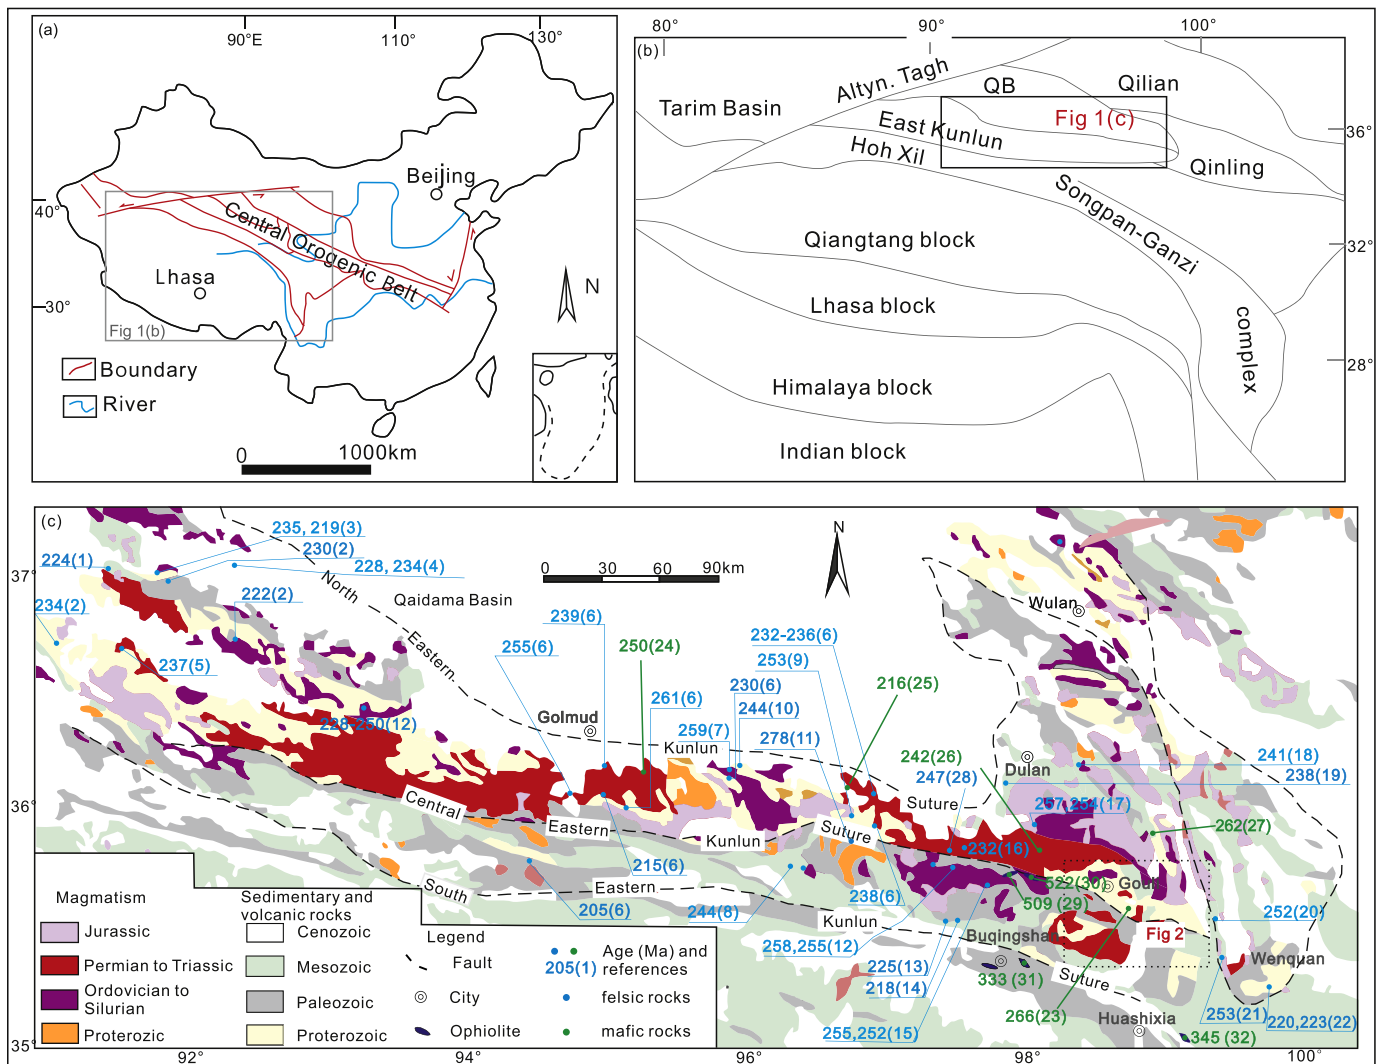 (a)
90°E
110°
130°
40°
30°
Beijing
Central Orogenic Belt
Lhasa
Fig 1(b)
N
Boundary
River
0
1000km
(b)
80°
90°
100°
36°
32°
28°
Altyn. Tagh
QB
Qilian
Tarim Basin
Fig 1(c)
East Kunlun
Hoh Xil
Qinling
Songpan-Ganzi
complex
Qiangtang block
Lhasa block
Himalaya block
Indian block
(c)
235, 219(3)
230(2)
224(1)
228, 234(4)
37°
234(2)
222(2)
237(5)
North
Eastern
Kunlun
Suture
Qaidama Basin
0 30 60 90km
N
239(6)
255(6)
250(24)
232-236(6)
253(9)
230(6)
244(10)
261(6)
259(7)
278(11)
216(25)
Golmud
228-250(12)
242(26)
247(28)
Wulan
Dulan
241(18)
238(19)
257,254(17)
262(27)
36°
Central
Eastern
Kunlun
Suture
232(16)
215(6)
522(30)
Gouli
509(29)
South
Eastern
Kunlun
Suture
205(6)
244(8)
238(6)
252(20)
258,255(12)
Buqingshan
Fig 2
Wenquan
225(13)
218(14)
333(31)
255,252(15)
266(23)
Huashixia
253(21)
220,223(22)
345(32)
35°
92°
94°
96°
98°
100°
Magmatism
Jurassic
Permian to Triassic
Ordovician to
Silurian
Proterozic
Sedimentary and
volcanic rocks
Cenozoic
Mesozoic
Paleozoic
Proterozoic
Legend
Fault
City
Ophiolite
205(1)
Age (Ma) and
references
felsic rocks
mafic rocks